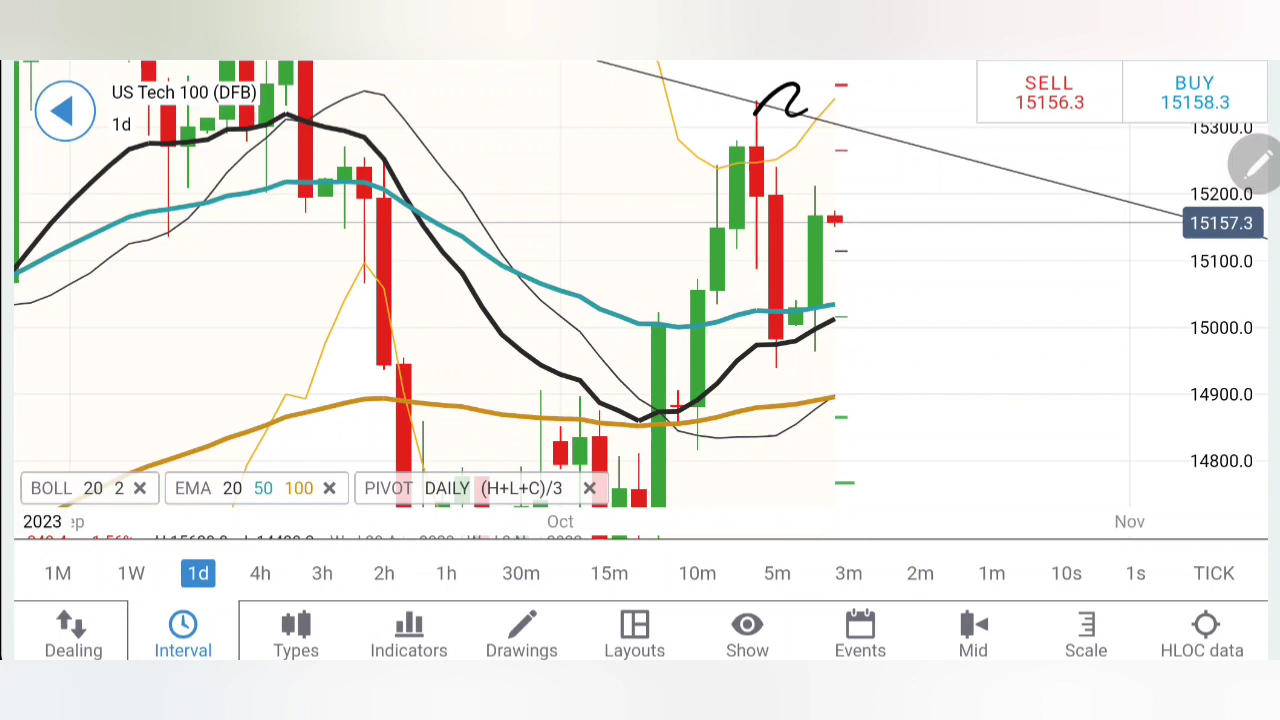 US Tech 100 (DFB)
1d
SELL
15156.3
BUY
15158.3
15300.0
15200.0
15157.3
15100.0
15000.0
14900.0
14800.0
BOLL 20 2 ×
EMA 20 50 100 ×
PIVOT DAILY (H+L+C)/3 ×
2023
Oct
Nov
1M 1W 1d 4h 3h 2h 1h 30m 15m 10m 5m 3m 2m 1m 10s 1s TICK
Dealing Interval Types Indicators Drawings Layouts Show Events Mid Scale HLOC data